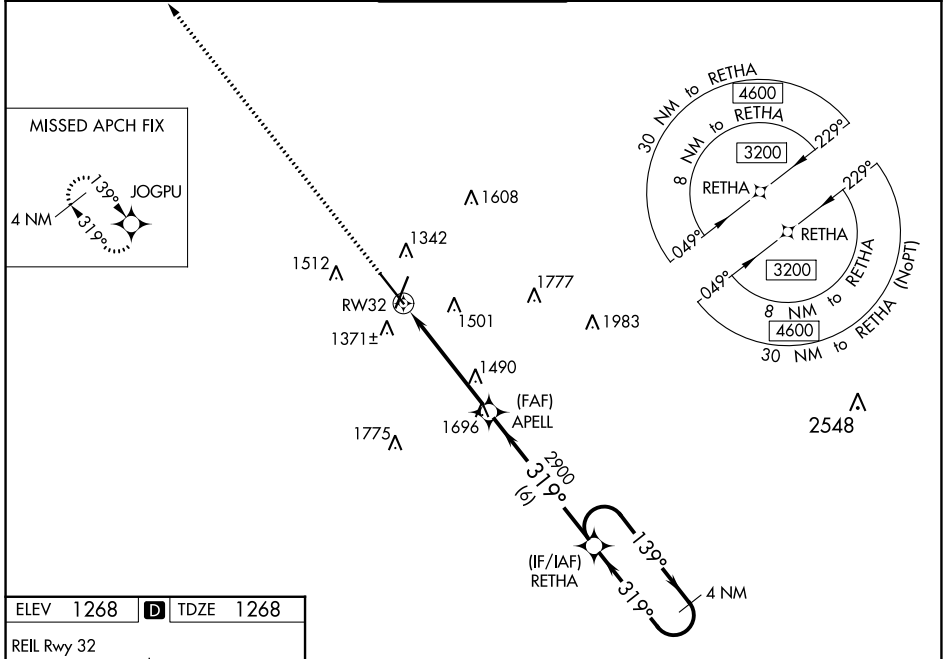 MISSED APCH FIX
139°
JOGPU
4 NM
319°
30 NM to RETHA
4600
8 NM to RETHA
3200
229°
RETHA
049°
229°
RETHA
049°
3200
8 NM to RETHA
4600
30 NM to RETHA (NoPT)
1608
1342
1512
1777
RW32
1501
1983
1371±
1490
(FAF)
APELL
1696
1775
2548
2900
319°
(6)
139°
(IF/IAF)
RETHA
319°
4 NM
ELEV 1268 D TDZE 1268
REIL Rwy 32